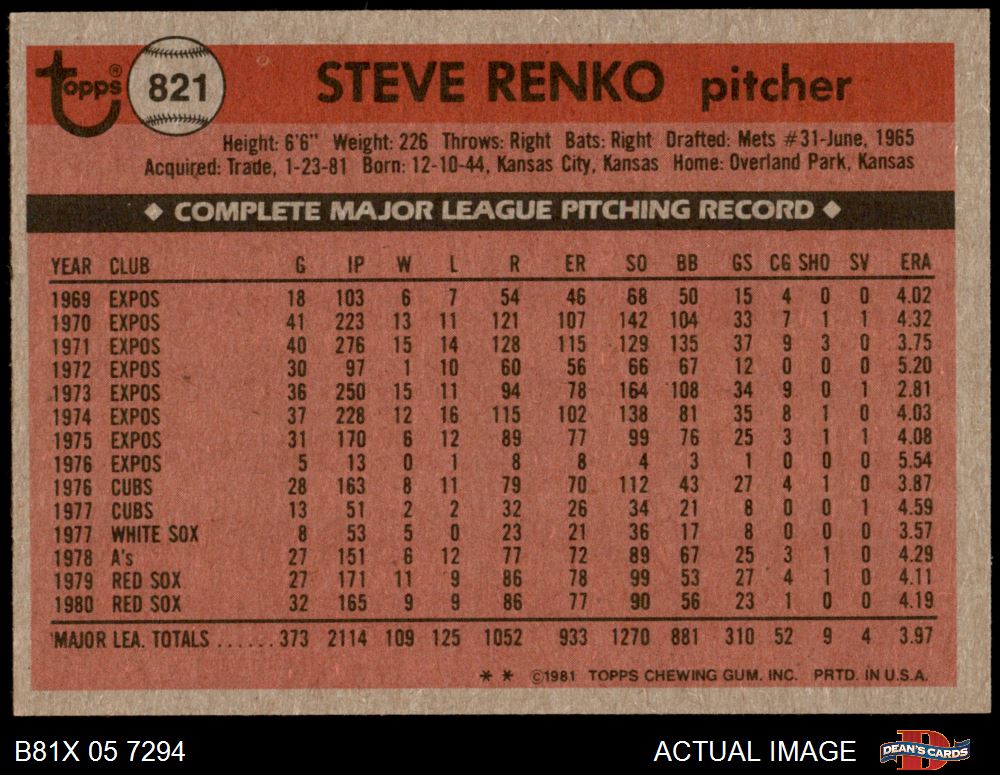 Topps® 821 STEVE RENKO pitcher
Height: 6'6" Weight: 226 Throws: Right Bats: Right Drafted: Mets #31-June, 1965
Acquired: Trade, 1-23-81 Born: 12-10-44, Kansas City, Kansas Home: Overland Park, Kansas
◆ COMPLETE MAJOR LEAGUE PITCHING RECORD ◆
YEAR CLUB G IP W L R ER SO BB GS CG SHO SV ERA
1969 EXPOS 18 103 6 7 54 46 68 50 15 4 0 0 4.02
1970 EXPOS 41 223 13 11 121 107 142 104 33 7 1 1 4.32
1971 EXPOS 40 276 15 14 128 115 129 135 37 9 3 0 3.75
1972 EXPOS 30 97 1 10 60 56 66 67 12 0 0 0 5.20
1973 EXPOS 36 250 15 11 94 78 164 108 34 9 0 1 2.81
1974 EXPOS 37 228 12 16 115 102 138 81 35 8 1 0 4.03
1975 EXPOS 31 170 6 12 89 77 99 76 25 3 1 1 4.08
1976 EXPOS 5 13 0 1 8 8 4 3 1 0 0 0 5.54
1976 CUBS 28 163 8 11 79 70 112 43 27 4 1 0 3.87
1977 CUBS 13 51 2 2 32 26 34 21 8 0 0 1 4.59
1977 WHITE SOX 8 53 5 0 23 21 36 17 8 0 0 0 3.57
1978 A's 27 151 6 12 77 72 89 67 25 3 1 0 4.29
1979 RED SOX 27 171 11 9 86 78 99 53 27 4 1 0 4.11
1980 RED SOX 32 165 9 9 86 77 90 56 23 1 0 0 4.19
MAJOR LEA. TOTALS ...... 373 2114 109 125 1052 933 1270 881 310 52 9 4 3.97
* * ©1981 TOPPS CHEWING GUM. INC. PRTD. IN U.S.A.
B81X 05 7294 ACTUAL IMAGE D DEAN'S CARDS